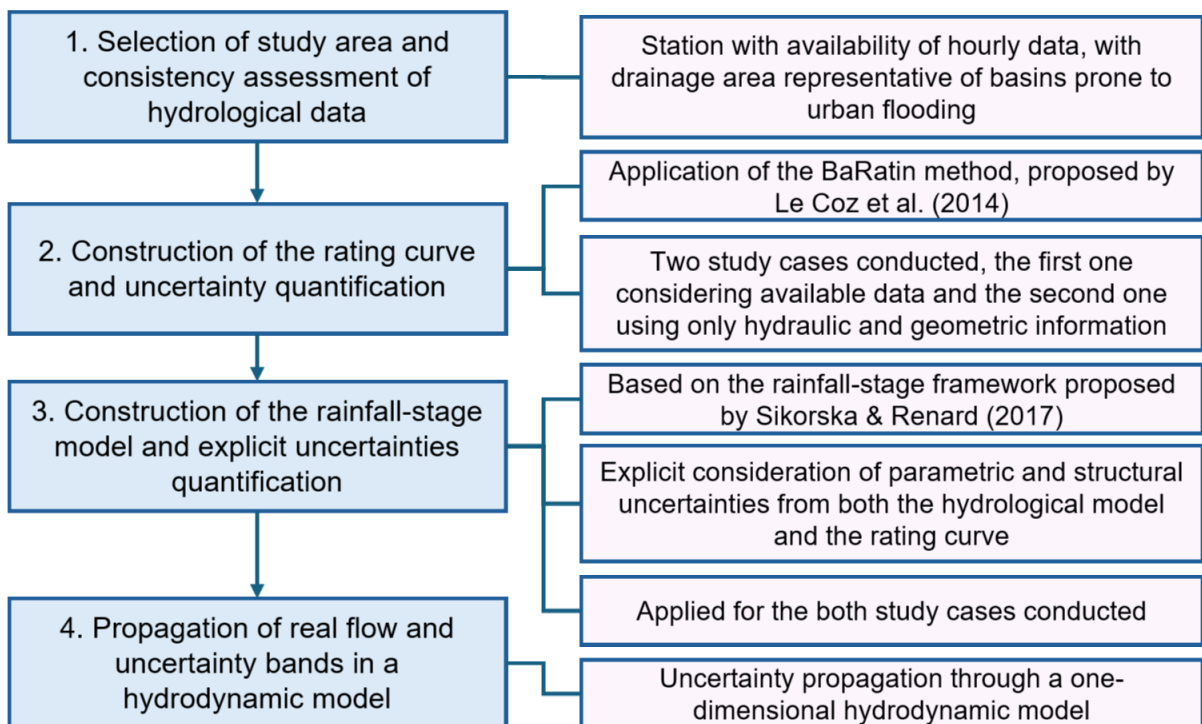 1. Selection of study area and
consistency assessment of
hydrological data
Station with availability of hourly data, with
drainage area representative of basins prone to
urban flooding
2. Construction of the rating curve
and uncertainty quantification
Application of the BaRatin method, proposed by
Le Coz et al. (2014)
Two study cases conducted, the first one
considering available data and the second one
using only hydraulic and geometric information
3. Construction of the rainfall-stage
model and explicit uncertainties
quantification
Based on the rainfall-stage framework proposed
by Sikorska & Renard (2017)
Explicit consideration of parametric and structural
uncertainties from both the hydrological model
and the rating curve
Applied for the both study cases conducted
4. Propagation of real flow and
uncertainty bands in a
hydrodynamic model
Uncertainty propagation through a one-
dimensional hydrodynamic model